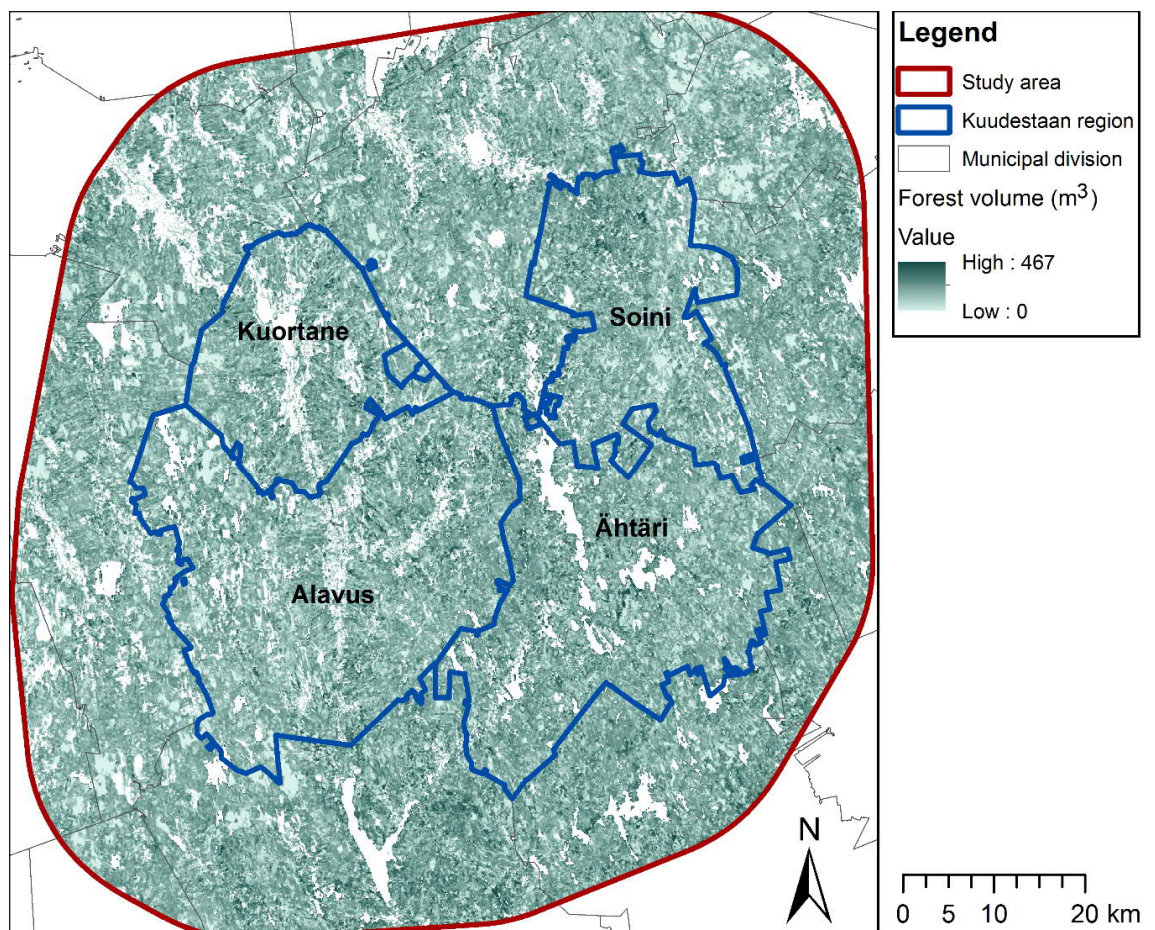 Legend
Study area
Kuudestaan region
Municipal division
Forest volume (m³)
Value
High : 467
Low : 0
Kuortane
Soini
Ähtäri
Alavus
N
0 5 10 20 km